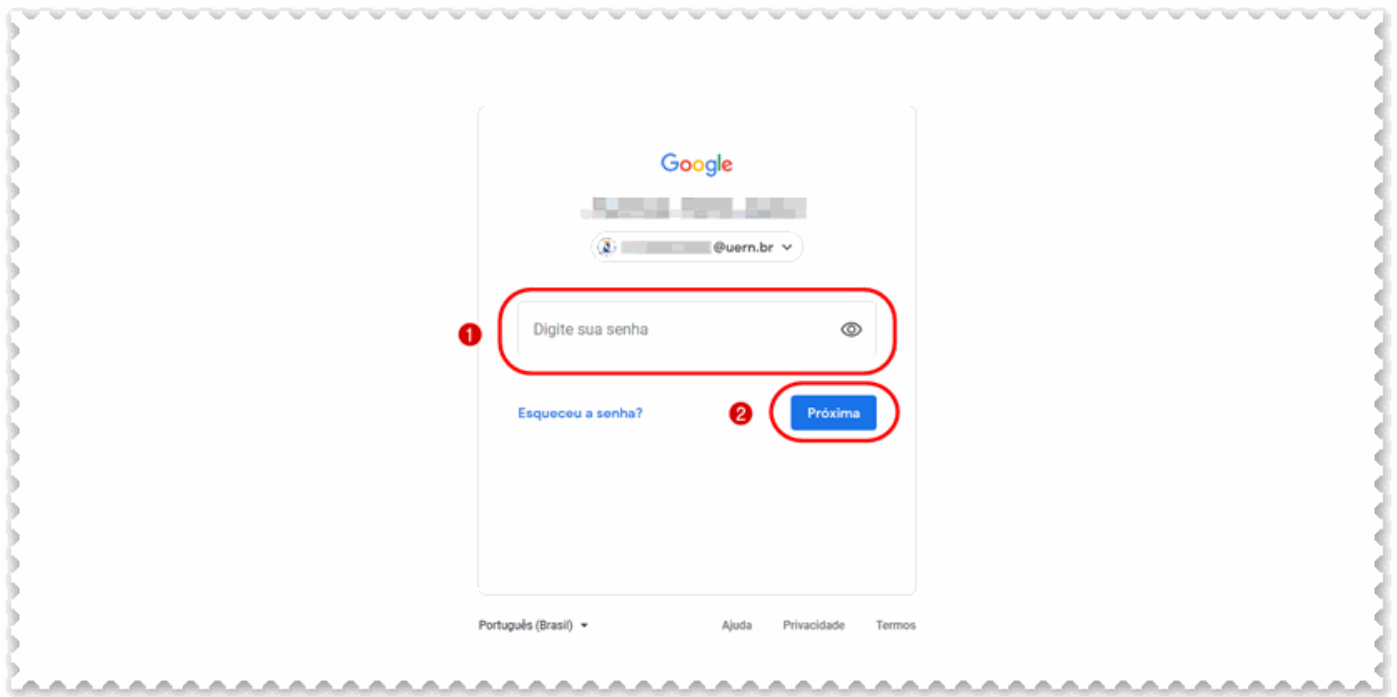 Google
@uern.br
1
Digite sua senha
Esqueceu a senha?
2
Próxima
Português (Brasil)
Ajuda Privacidade Termos